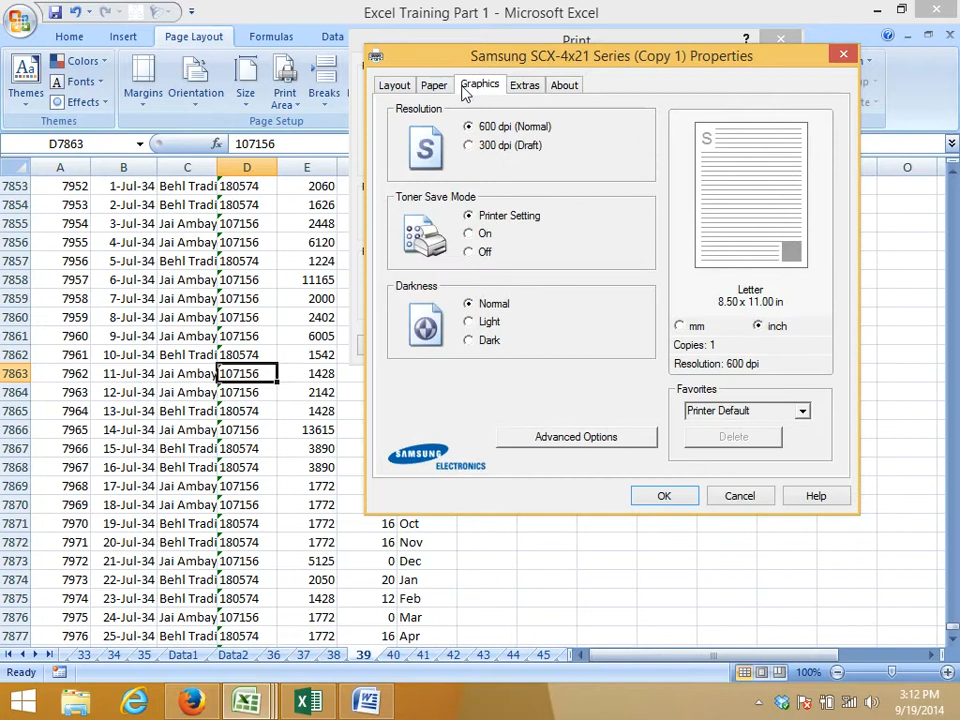 Excel Training Part 1 - Microsoft Excel
Home Insert Page Layout Formulas Data
Print ?
Samsung SCX-4x21 Series (Copy 1) Properties
Colors
Fonts
Effects
Themes Margins Orientation Size Print Area Breaks
Themes Page Setup
Layout Paper Graphics Extras About
Resolution
600 dpi (Normal)
300 dpi (Draft)
Toner Save Mode
Printer Setting
On
Off
Darkness
Normal
Light
Dark
Advanced Options
SAMSUNG
ELECTRONICS
S
S
Letter
8.50 x 11.00 in
mm inch
Copies: 1
Resolution: 600 dpi
Favorites
Printer Default
Delete
OK Cancel Help
D7863 fx 107156
A B C D E O
7853 7952 1-Jul-34 Behl Tradi 180574 2060
7854 7953 2-Jul-34 Behl Tradi 180574 1626
7855 7954 3-Jul-34 Jai Ambay 107156 2448
7856 7955 4-Jul-34 Jai Ambay 107156 6120
7857 7956 5-Jul-34 Behl Tradi 180574 1224
7858 7957 6-Jul-34 Jai Ambay 107156 11165
7859 7958 7-Jul-34 Jai Ambay 107156 2000
7860 7959 8-Jul-34 Jai Ambay 107156 2402
7861 7960 9-Jul-34 Jai Ambay 107156 6005
7862 7961 10-Jul-34 Behl Tradi 180574 1542
7863 7962 11-Jul-34 Jai Ambay 107156 1428
7864 7963 12-Jul-34 Jai Ambay 107156 2142
7865 7964 13-Jul-34 Behl Tradi 180574 1428
7866 7965 14-Jul-34 Jai Ambay 107156 13615
7867 7966 15-Jul-34 Behl Tradi 180574 3890
7868 7967 16-Jul-34 Behl Tradi 180574 3890
7869 7968 17-Jul-34 Jai Ambay 107156 1772
7870 7969 18-Jul-34 Jai Ambay 107156 1772
7871 7970 19-Jul-34 Behl Tradi 180574 1772 16 Oct
7872 7971 20-Jul-34 Behl Tradi 180574 1772 16 Nov
7873 7972 21-Jul-34 Jai Ambay 107156 5125 0 Dec
7874 7973 22-Jul-34 Behl Tradi 180574 2050 20 Jan
7875 7974 23-Jul-34 Behl Tradi 180574 1428 12 Feb
7876 7975 24-Jul-34 Jai Ambay 107156 1772 0 Mar
7877 7976 25-Jul-34 Behl Tradi 180574 1772 16 Apr
33 34 35 Data1 Data2 36 37 38 39 40 41 42 43 44 45
Ready 100%
3:12 PM
9/19/2014